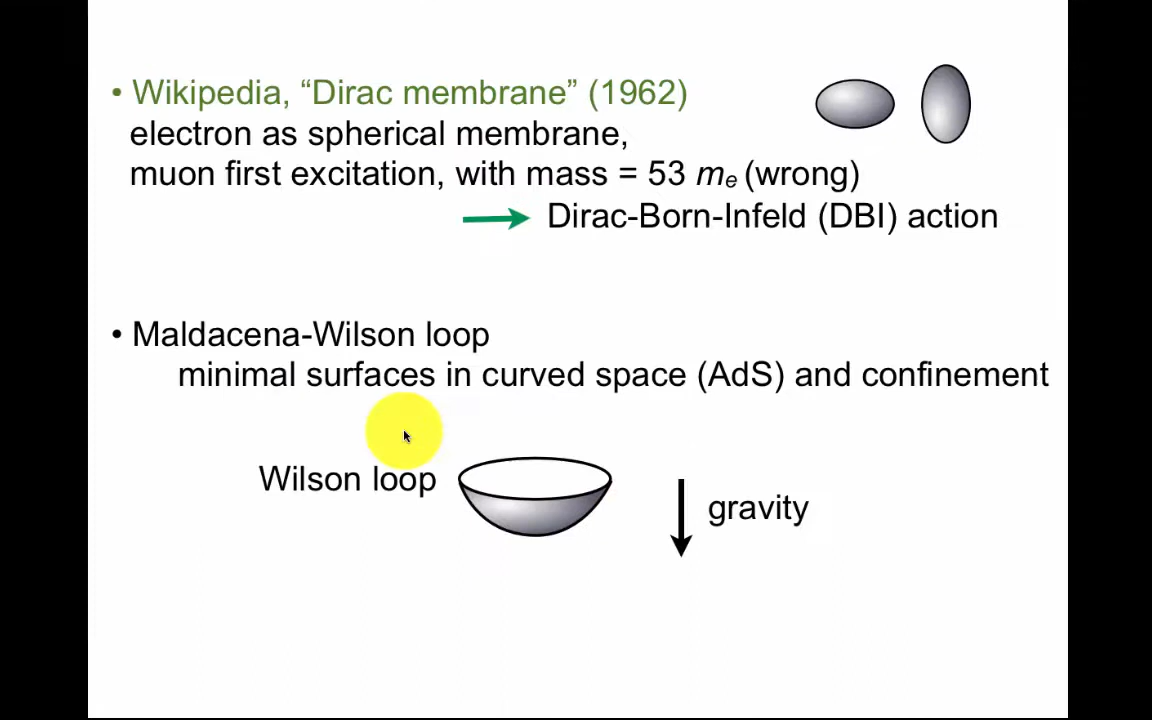 • Wikipedia, “Dirac membrane” (1962)
electron as spherical membrane,
muon first excitation, with mass = 53 mₑ (wrong)
Dirac-Born-Infeld (DBI) action
• Maldacena-Wilson loop
minimal surfaces in curved space (AdS) and confinement
Wilson loop
gravity